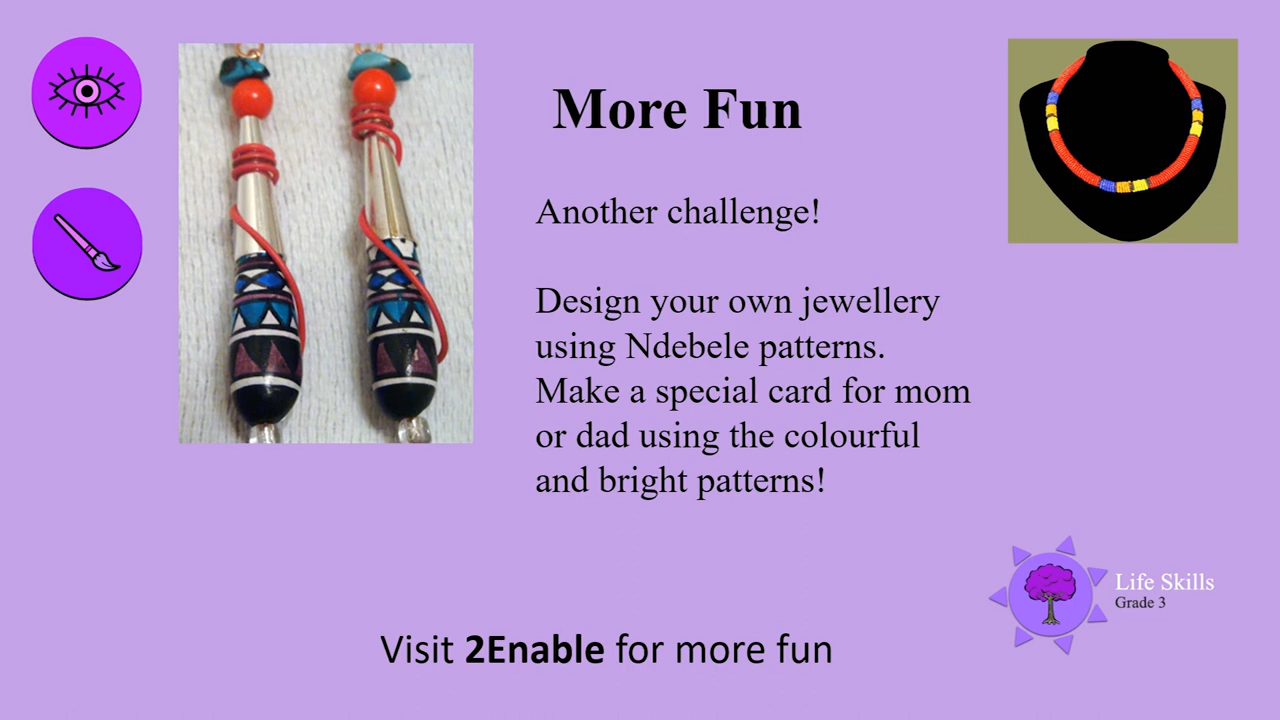 More Fun
Another challenge!
Design your own jewellery
using Ndebele patterns.
Make a special card for mom
or dad using the colourful
and bright patterns!
Life Skills
Grade 3
Visit 2Enable for more fun